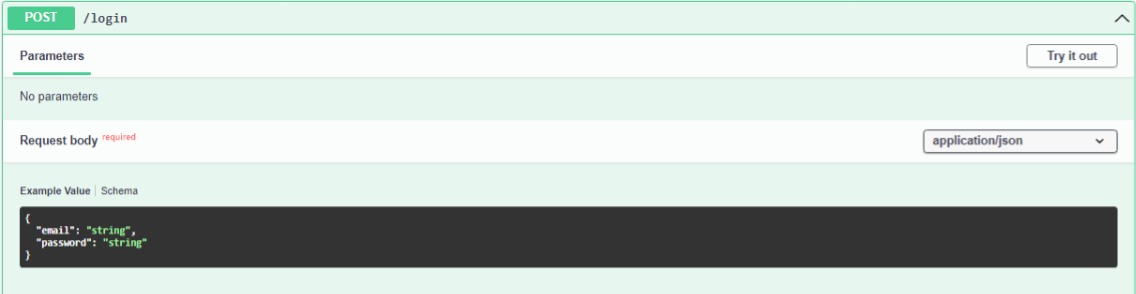 POST /login
Parameters Try it out
No parameters
Request body required application/json
Example Value | Schema
{
  "email": "string",
  "password": "string"
}